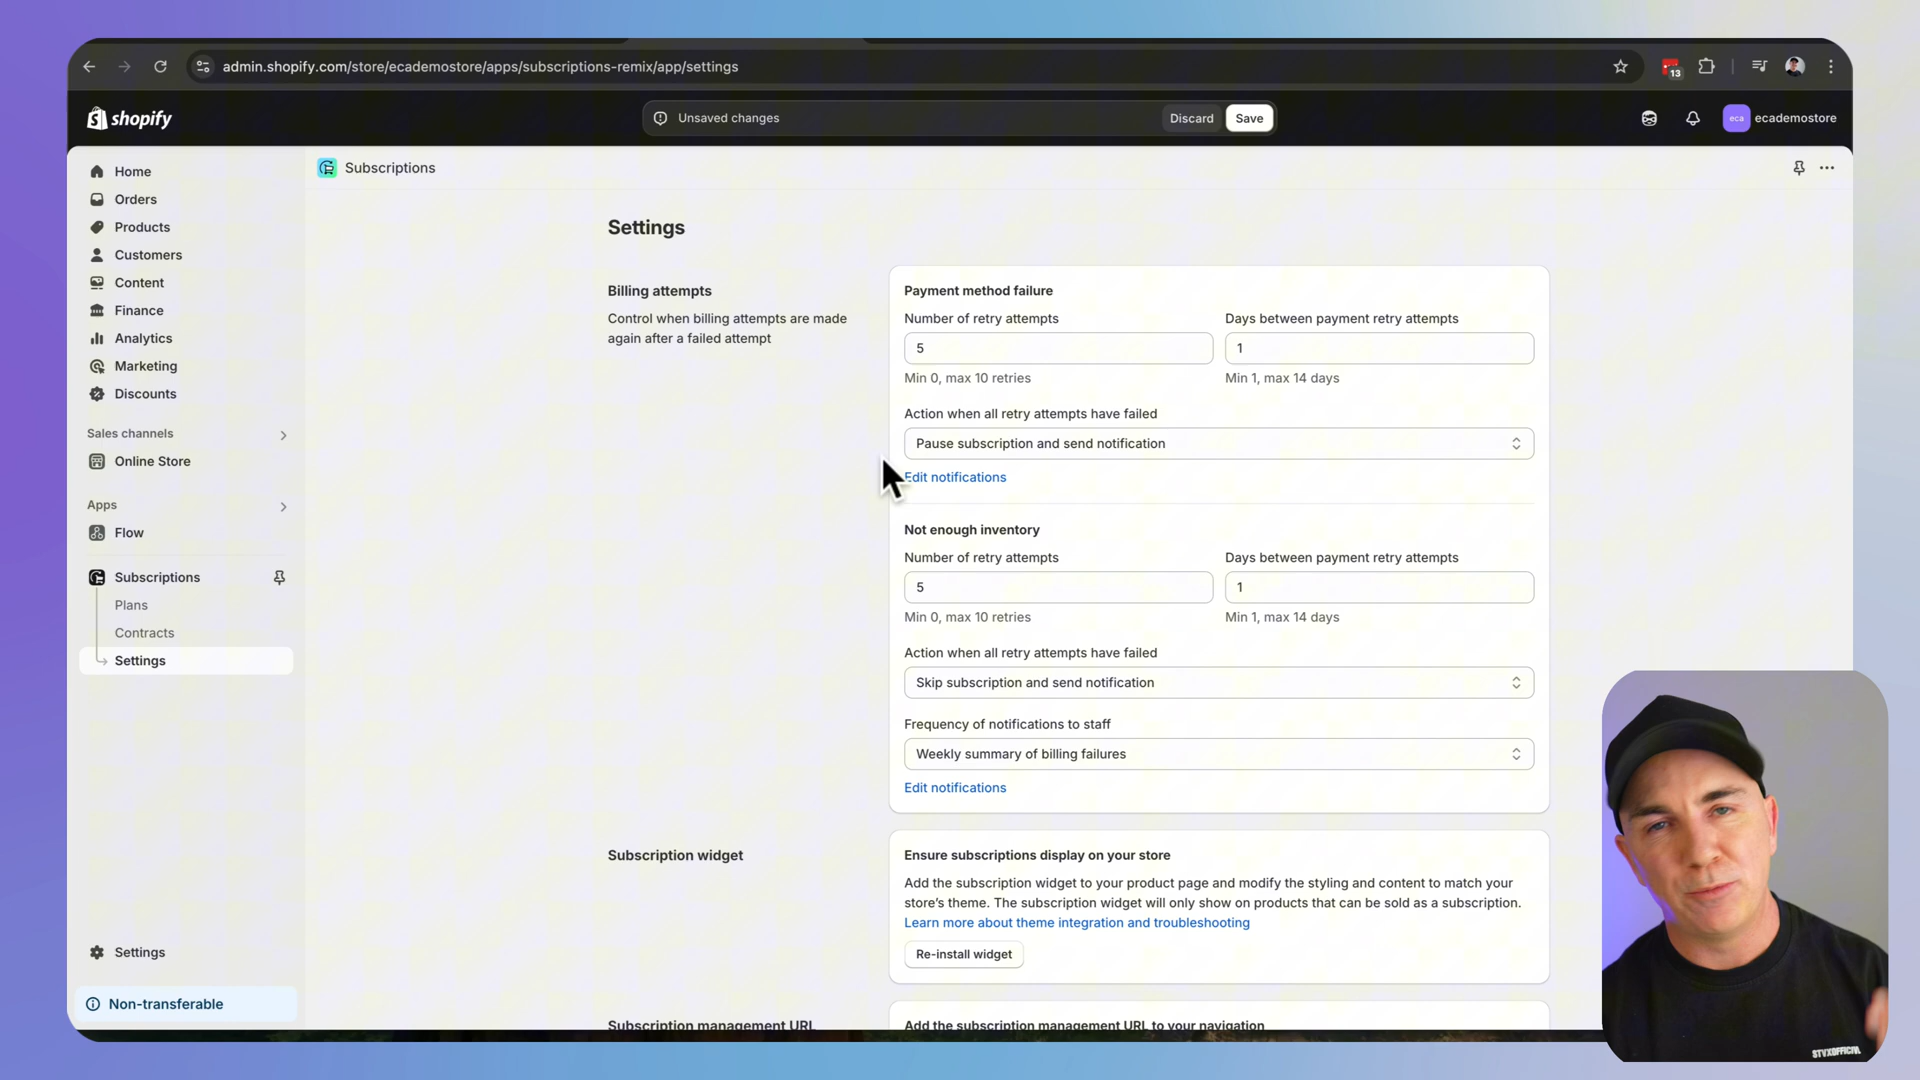 admin.shopify.com/store/ecademostore/apps/subscriptions-remix/app/settings
13
shopify
Unsaved changes
Discard
Save
eca
ecademostore
Home
Orders
Products
Customers
Content
Finance
Analytics
Marketing
Discounts
Sales channels
Online Store
Apps
Flow
Subscriptions
Plans
Contracts
Settings
Settings
Non-transferable
Subscriptions
Settings
Billing attempts
Control when billing attempts are made
again after a failed attempt
Payment method failure
Number of retry attempts
Days between payment retry attempts
5
1
Min 0, max 10 retries
Min 1, max 14 days
Action when all retry attempts have failed
Pause subscription and send notification
Edit notifications
Not enough inventory
Number of retry attempts
Days between payment retry attempts
5
1
Min 0, max 10 retries
Min 1, max 14 days
Action when all retry attempts have failed
Skip subscription and send notification
Frequency of notifications to staff
Weekly summary of billing failures
Edit notifications
Subscription widget
Ensure subscriptions display on your store
Add the subscription widget to your product page and modify the styling and content to match your
store’s theme. The subscription widget will only show on products that can be sold as a subscription.
Learn more about theme integration and troubleshooting
Re-install widget
Subscription management URL
Add the subscription management URL to your navigation